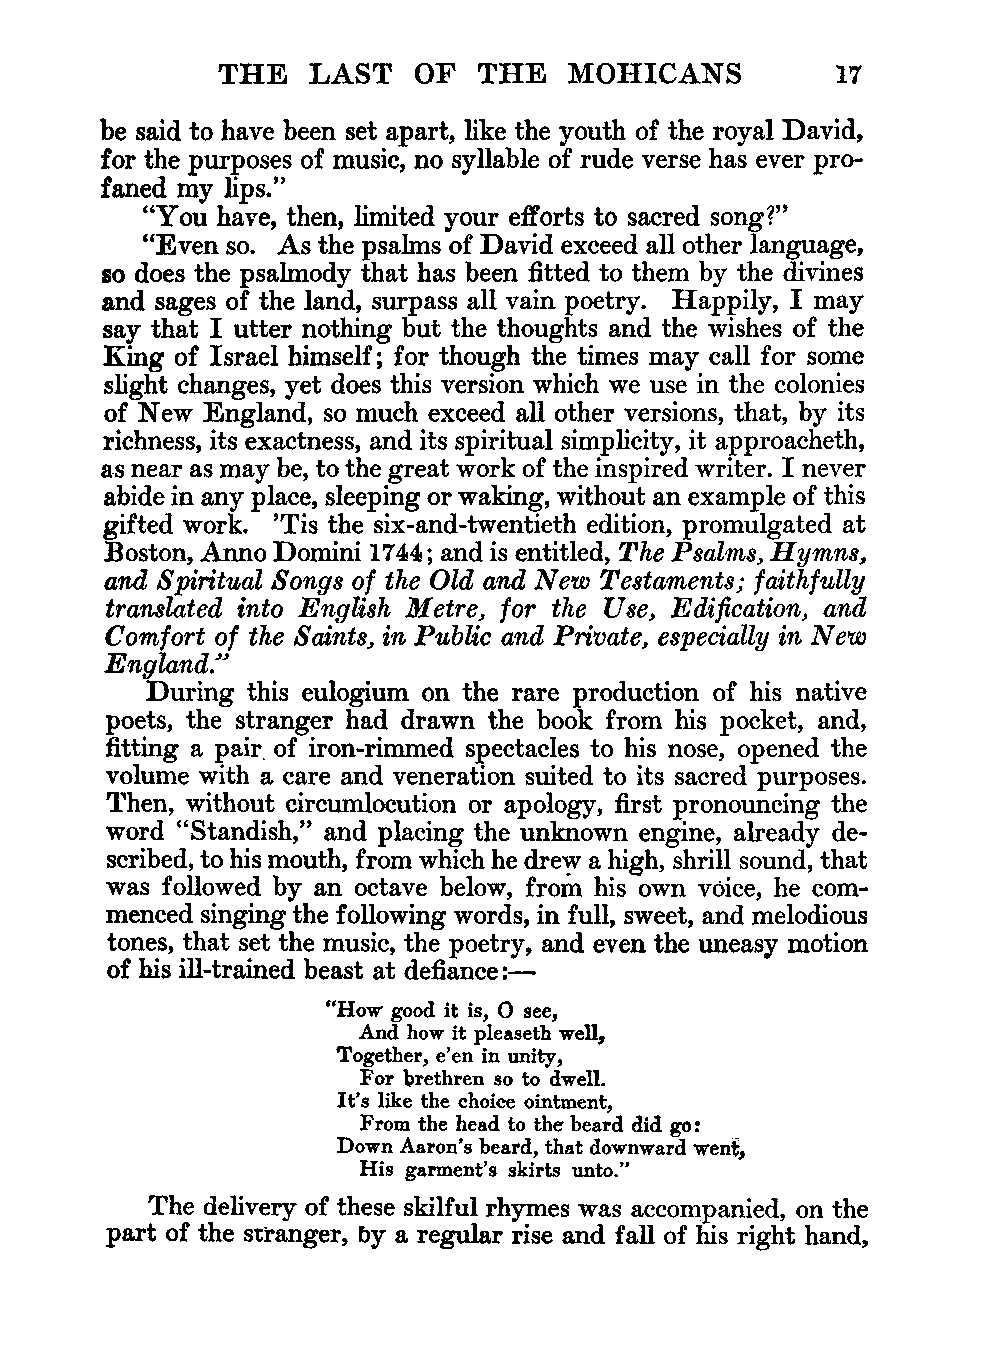 THE LAST OF THE MOHICANS 17
be said to have been set apart, like the youth of the royal David,
for the purposes of music, no syllable of rude verse has ever pro-
faned my lips."
"You have, then, limited your efforts to sacred song?"
"Even so. As the psalms of David exceed all other language,
so does the psalmody that has been fitted to them by the divines
and sages of the land, surpass all vain poetry. Happily, I may
say that I utter nothing but the thoughts and the wishes of the
King of Israel himself; for though the times may call for some
slight changes, yet does this version which we use in the colonies
of New England, so much exceed all other versions, that, by its
richness, its exactness, and its spiritual simplicity, it approacheth,
as near as may be, to the great work of the inspired writer. I never
abide in any place, sleeping or waking, without an example of this
gifted work. 'Tis the six-and-twentieth edition, promulgated at
Boston, Anno Domini 1744; and is entitled, The Psalms, Hymns,
and Spiritual Songs of the Old and New Testaments; faithfully
translated into English Metre, for the Use, Edification, and
Comfort of the Saints, in Public and Private, especially in New
England."
During this eulogium on the rare production of his native
poets, the stranger had drawn the book from his pocket, and,
fitting a pair of iron-rimmed spectacles to his nose, opened the
volume with a care and veneration suited to its sacred purposes.
Then, without circumlocution or apology, first pronouncing the
word "Standish," and placing the unknown engine, already de-
scribed, to his mouth, from which he drew a high, shrill sound, that
was followed by an octave below, from his own voice, he com-
menced singing the following words, in full, sweet, and melodious
tones, that set the music, the poetry, and even the uneasy motion
of his ill-trained beast at defiance:—
"How good it is, O see,
And how it pleaseth well,
Together, e'en in unity,
For brethren so to dwell.
It's like the choice ointment,
From the head to the beard did go:
Down Aaron's beard, that downward went,
His garment's skirts unto."
The delivery of these skilful rhymes was accompanied, on the
part of the stranger, by a regular rise and fall of his right hand,